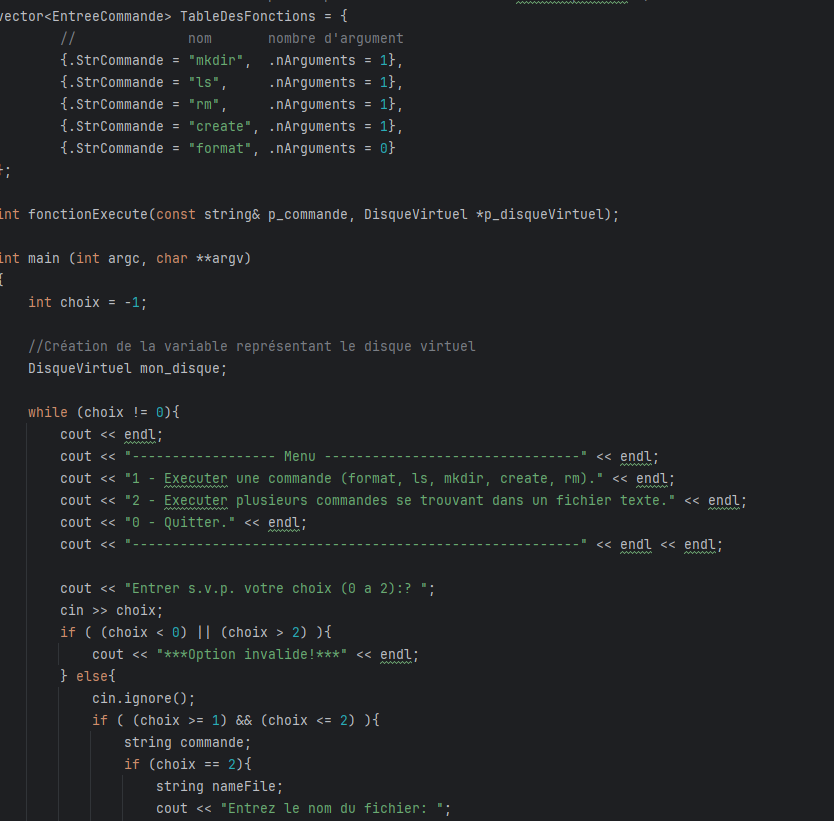 vector<EntreeCommande> TableDesFonctions = {
// nom nombre d'argument
{.StrCommande = "mkdir", .nArguments = 1},
{.StrCommande = "ls", .nArguments = 1},
{.StrCommande = "rm", .nArguments = 1},
{.StrCommande = "create", .nArguments = 1},
{.StrCommande = "format", .nArguments = 0}
};
int fonctionExecute(const string& p_commande, DisqueVirtuel *p_disqueVirtuel);
int main (int argc, char **argv)
{
int choix = -1;
//Création de la variable représentant le disque virtuel
DisqueVirtuel mon_disque;
while (choix != 0){
cout << endl;
cout << "------------------ Menu --------------------------------" << endl;
cout << "1 - Executer une commande (format, ls, mkdir, create, rm)." << endl;
cout << "2 - Executer plusieurs commandes se trouvant dans un fichier texte." << endl;
cout << "0 - Quitter." << endl;
cout << "--------------------------------------------------------" << endl << endl;
cout << "Entrer s.v.p. votre choix (0 a 2):? ";
cin >> choix;
if ( (choix < 0) || (choix > 2) ){
cout << "***Option invalide!***" << endl;
} else{
cin.ignore();
if ( (choix >= 1) && (choix <= 2) ){
string commande;
if (choix == 2){
string nameFile;
cout << "Entrez le nom du fichier: ";